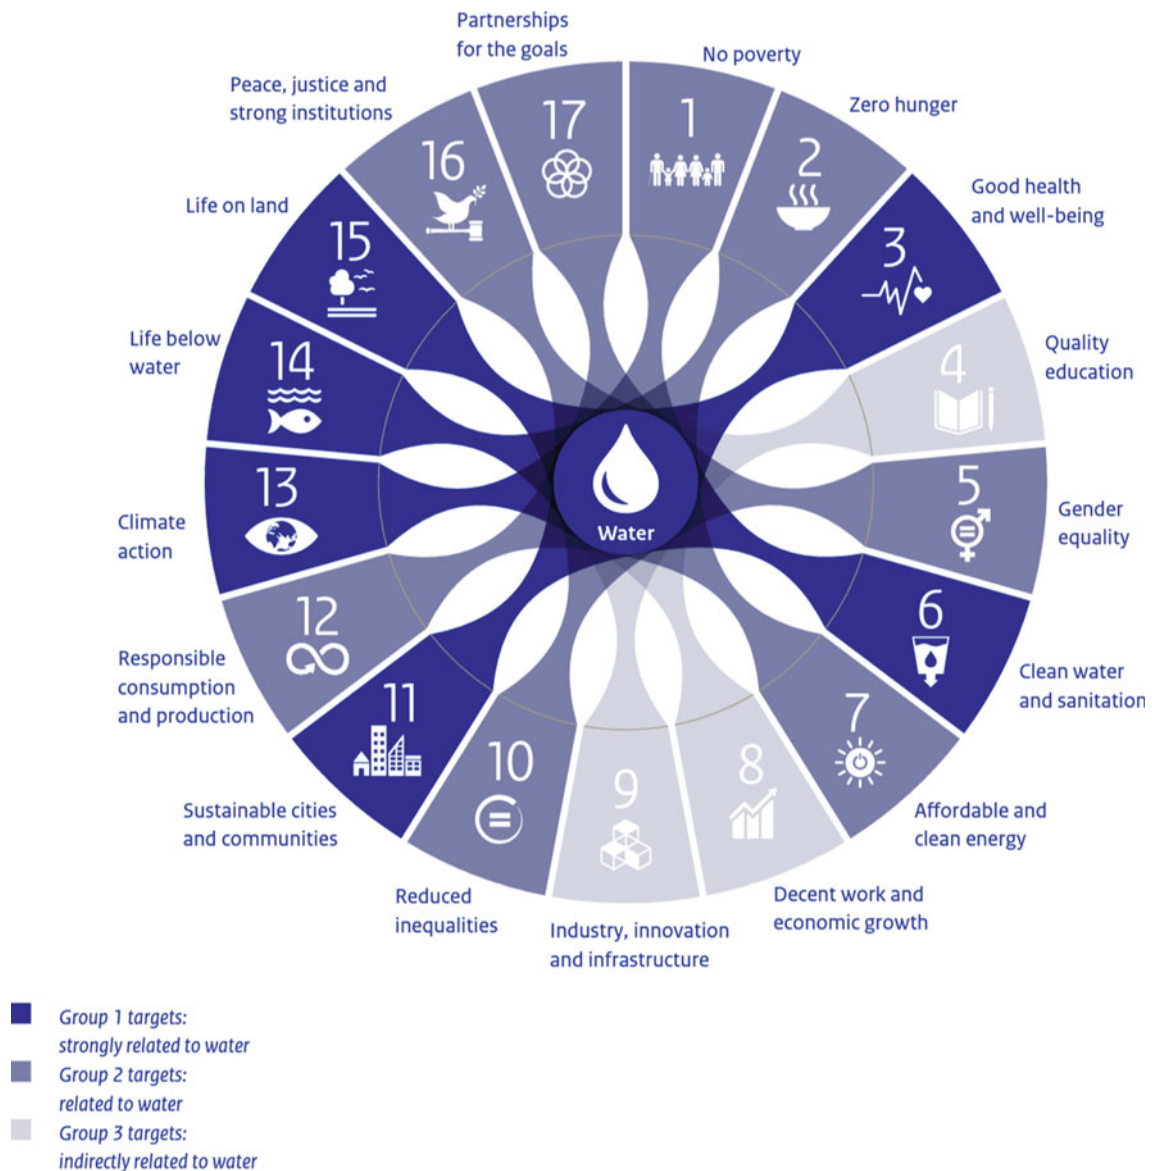 Partnerships
for the goals
17
No poverty
1
Zero hunger
2
Good health
and well-being
3
Quality
education
4
Gender
equality
5
Clean water
and sanitation
6
Affordable and
clean energy
7
Decent work and
economic growth
8
Industry, innovation
and infrastructure
9
Reduced
inequalities
10
Sustainable cities
and communities
11
Responsible
consumption
and production
12
Climate
action
13
Life below
water
14
Life on land
15
Peace, justice and
strong institutions
16
Water
Group 1 targets:
strongly related to water
Group 2 targets:
related to water
Group 3 targets:
indirectly related to water